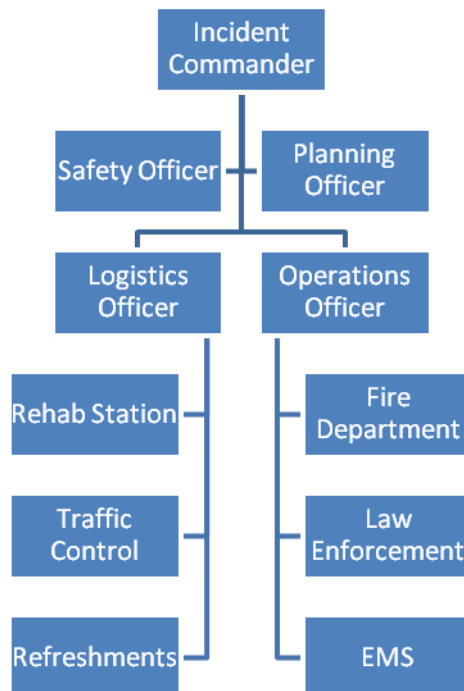 Incident
Commander
Safety Officer
Planning
Officer
Logistics
Officer
Operations
Officer
Rehab Station
Fire
Department
Traffic
Control
Law
Enforcement
Refreshments
EMS